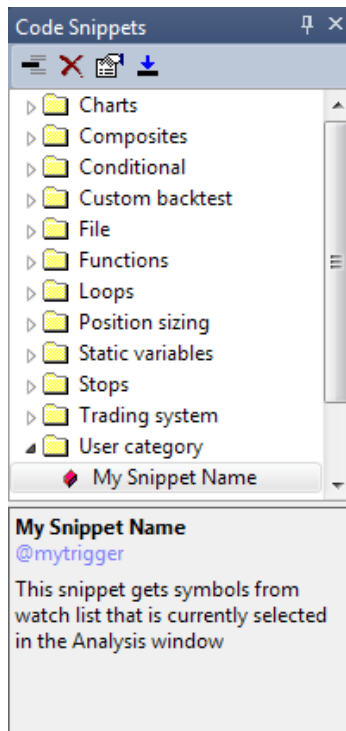 Code Snippets
Charts
Composites
Conditional
Custom backtest
File
Functions
Loops
Position sizing
Static variables
Stops
Trading system
User category
My Snippet Name
My Snippet Name
@mytrigger
This snippet gets symbols from
watch list that is currently selected
in the Analysis window